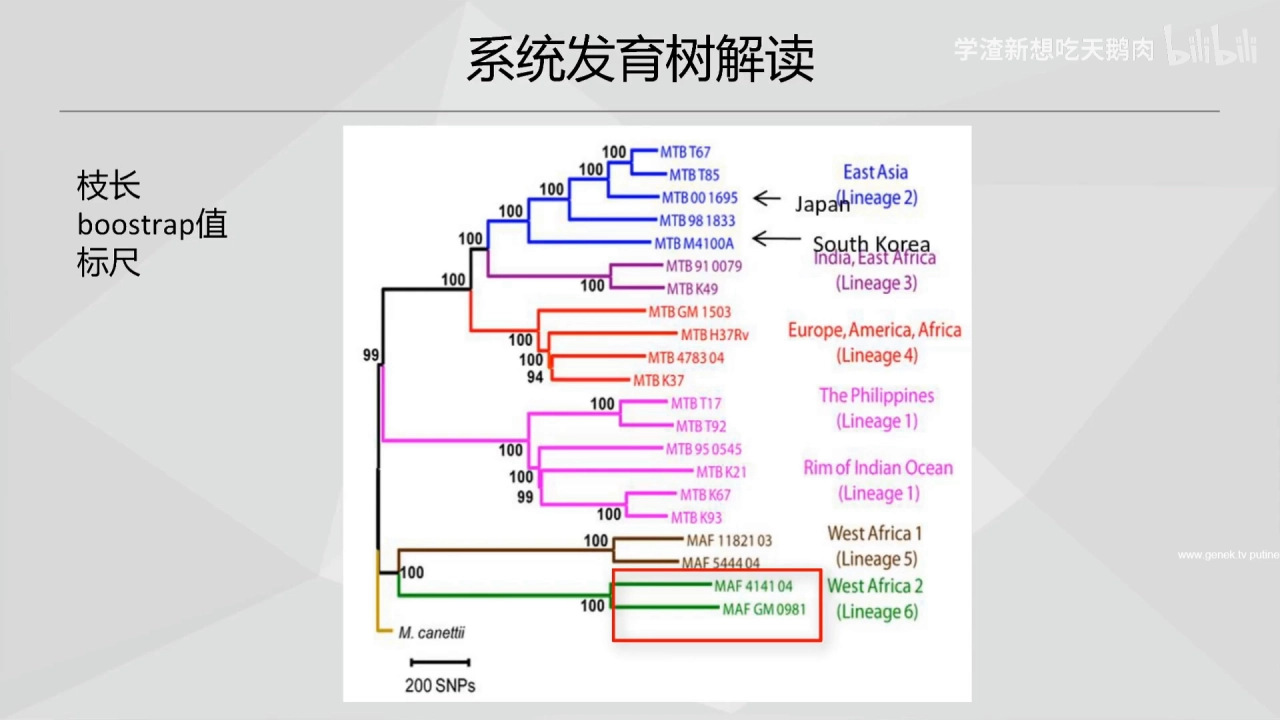 系统发育树解读
学渣新想吃天鹅肉 bilibili
枝长
boostrap值
标尺
100 MTB T67
100 MTB T85
100 MTB 00 1695
100 MTB 98 1833
100 MTB M4100A
East Asia
(Lineage 2)
Japan
South Korea
100 MTB 91 0079
100 MTB K49
India, East Africa
(Lineage 3)
MTB GM 1503
100 MTB H37Rv
100 MTB 4783 04
94 MTB K37
Europe, America, Africa
(Lineage 4)
99
100 MTB T17
MTB T92
The Philippines
(Lineage 1)
100 MTB 95 0545
100 MTB K21
99 MTB K67
100 MTB K93
Rim of Indian Ocean
(Lineage 1)
100 MAF 11821 03
MAF 5444 04
West Africa 1
(Lineage 5)
100
MAF 4141 04
100 MAF GM 0981
West Africa 2
(Lineage 6)
M. canettii
200 SNPs
www.genek.tv putine